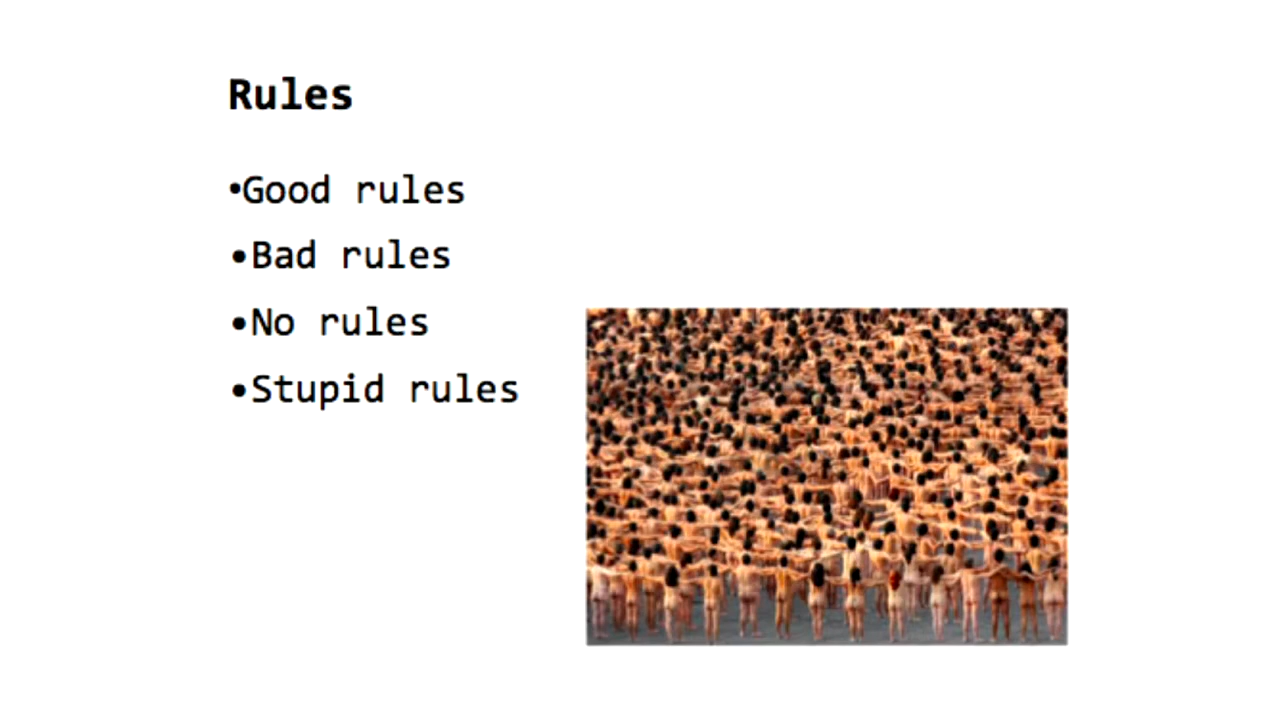 Rules
•Good rules
•Bad rules
•No rules
•Stupid rules